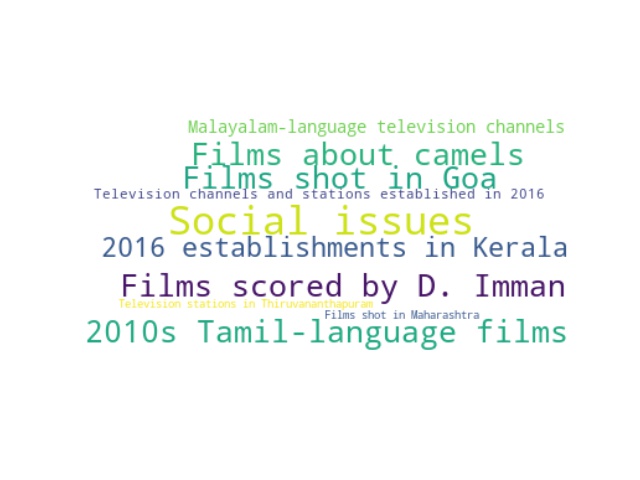 Malayalam-language television channels
Films about camels
Films shot in Goa
Television channels and stations established in 2016
Social issues
2016 establishments in Kerala
Films scored by D. Imman
Television stations in Thiruvananthapuram
Films shot in Maharashtra
2010s Tamil-language films